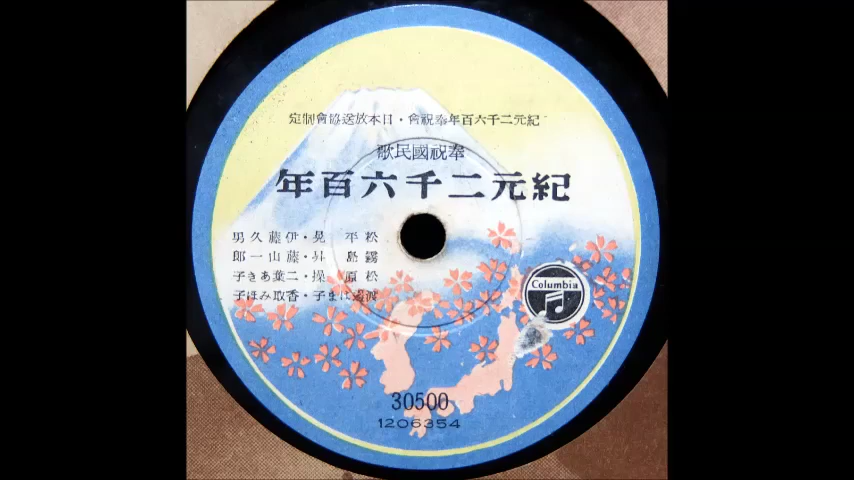 紀元二千六百年奉祝會・日本放送協會制定
奉祝國民歌
紀元二千六百年
松平晃・伊藤久男
霧島昇・藤山一郎
松原操・二葉あき子
渡邊はま子・香取みほ子
Columbia
30500
1206354